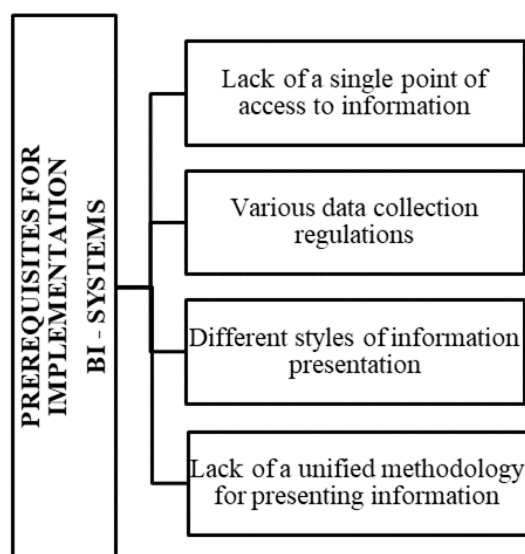 PREREQUISITES FOR
IMPLEMENTATION
BI - SYSTEMS
Lack of a single point of
access to information
Various data collection
regulations
Different styles of information
presentation
Lack of a unified methodology
for presenting information